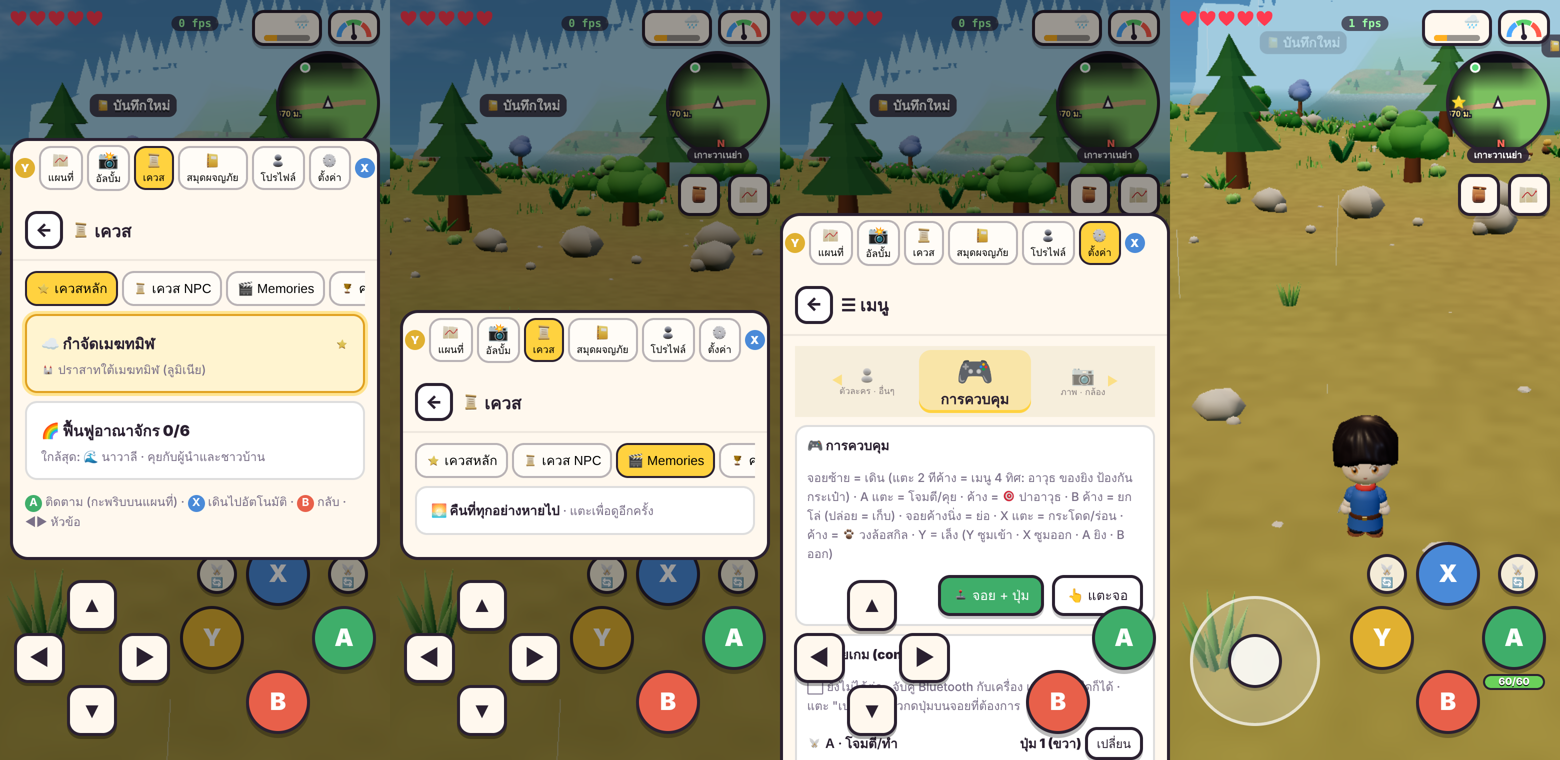 0 fps
บันทึกใหม่
70 ม.
Y
แผนที่
อัลบั้ม
เควส
สมุดผจญภัย
โปรไฟล์
ตั้งค่า
X
เควส
เควสหลัก
เควส NPC
Memories
กำจัดเมฆทมิฬ
ปราสาทใต้เมฆทมิฬ (ลูมิเนีย)
ฟื้นฟูอาณาจักร 0/6
ใกล้สุด: นาวาลี · คุยกับผู้นำและชาวบ้าน
A ติดตาม (กะพริบบนแผนที่) · X เดินไปอัตโนมัติ · B กลับ ·
◀▶ หัวข้อ
X
Y
A
B
0 fps
บันทึกใหม่
70 ม.
N
เกาะวาเนย่า
Y
แผนที่
อัลบั้ม
เควส
สมุดผจญภัย
โปรไฟล์
ตั้งค่า
X
เควส
เควสหลัก
เควส NPC
Memories
คืนที่ทุกอย่างหายไป · แตะเพื่อดูอีกครั้ง
X
Y
A
B
0 fps
บันทึกใหม่
70 ม.
N
เกาะวาเนย่า
Y
แผนที่
อัลบั้ม
เควส
สมุดผจญภัย
โปรไฟล์
ตั้งค่า
X
☰ เมนู
ตัวละคร · อื่นๆ
การควบคุม
ภาพ · กล้อง
การควบคุม
จอยซ้าย = เดิน (แตะ 2 ทีค้าง = เมนู 4 ทิศ: อาวุธ ของยิง ป้องกัน
กระเป๋า) · A แตะ = โจมตี/คุย · ค้าง = ปาอาวุธ · B ค้าง = ยก
โล่ (ปล่อย = เก็บ) · จอยค้างนิ่ง = ย่อ · X แตะ = กระโดด/ร่อน ·
ค้าง = วงล้อสกิล · Y = เล็ง (Y ซูมเข้า · X ซูมออก · A ยิง · B
ออก)
จอย + ปุ่ม
แตะจอ
A
B
A · โจมตี/ทำ
ปุ่ม 1 (ขวา)
เปลี่ยน
1 fps
บันทึกใหม่
70 ม.
N
เกาะวาเนย่า
X
Y
A
B
60/60